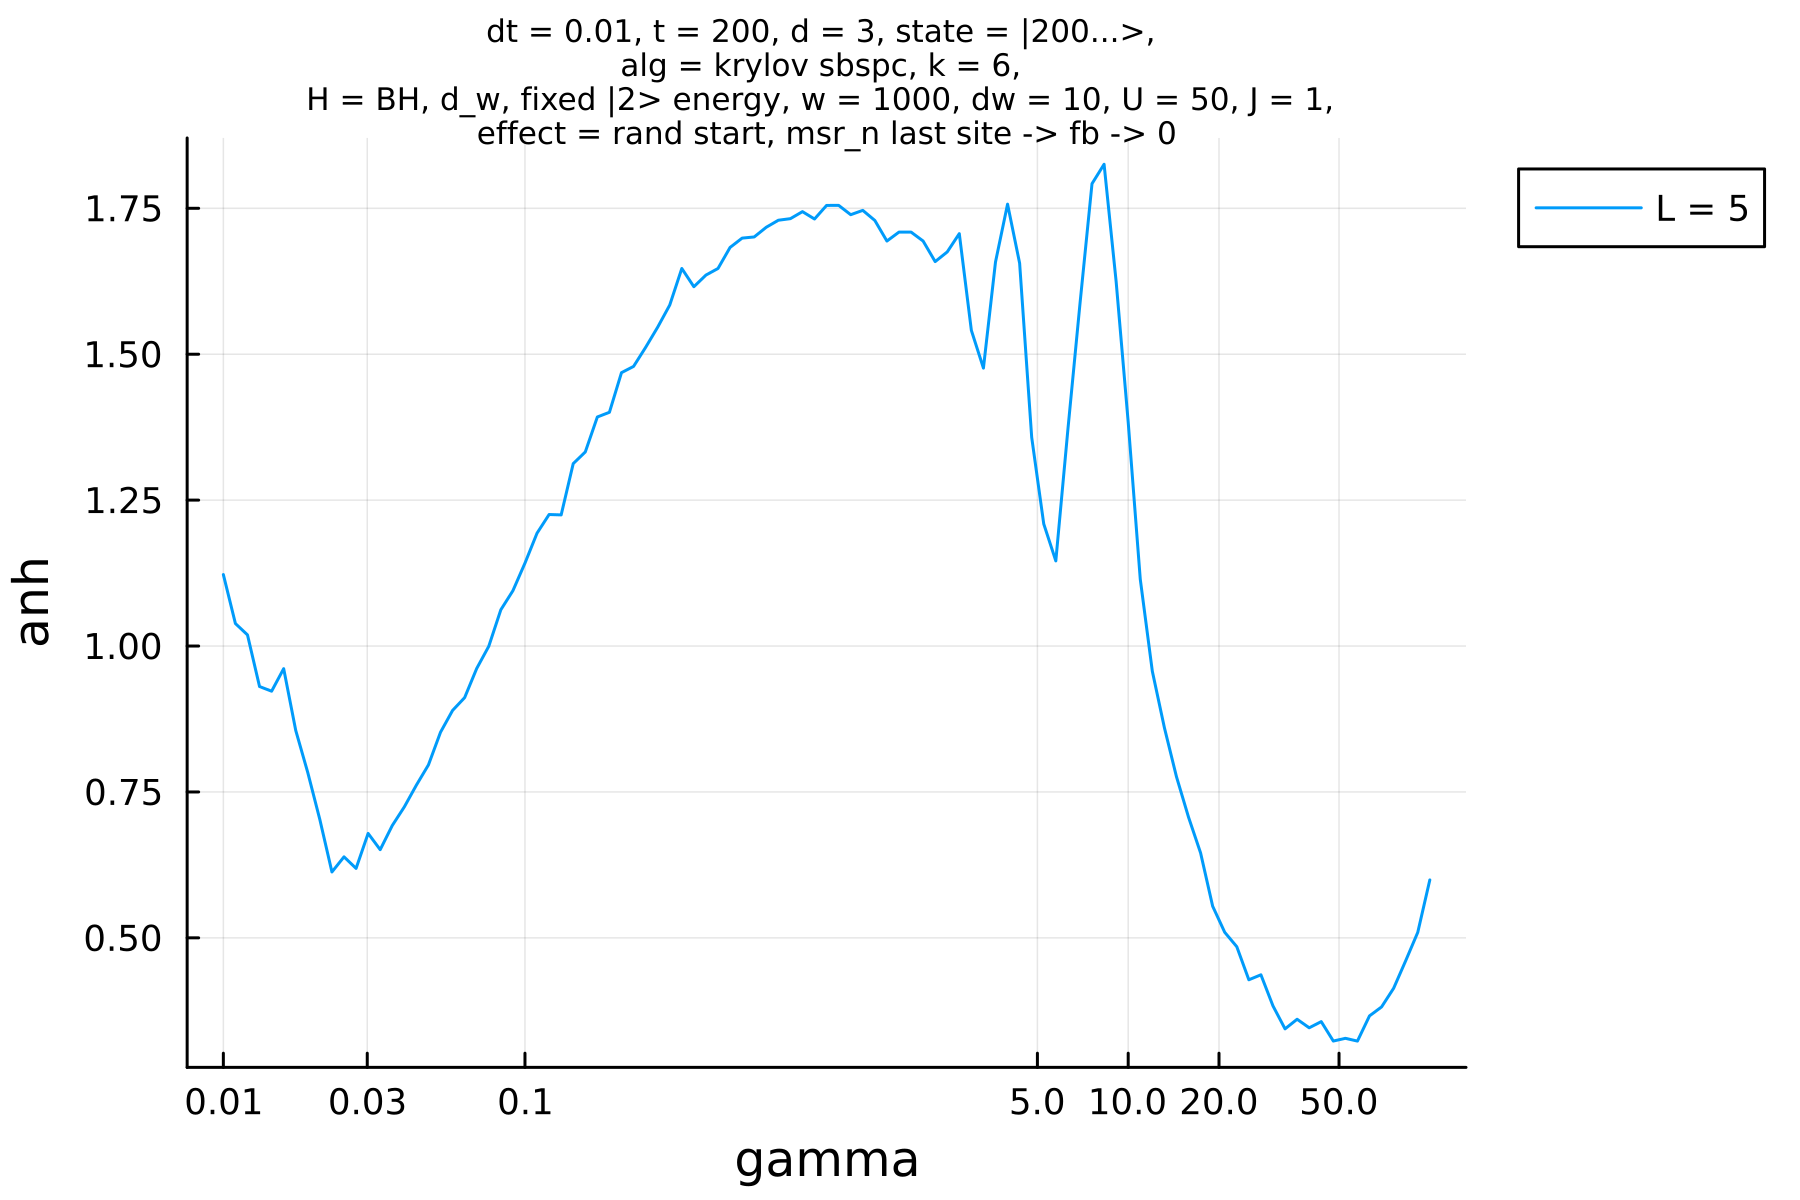 dt = 0.01, t = 200, d = 3, state = |200...>,
alg = krylov sbspc, k = 6,
H = BH, d_w, fixed |2> energy, w = 1000, dw = 10, U = 50, J = 1,
effect = rand start, msr_n last site -> fb -> 0
L = 5
1.75
1.50
1.25
1.00
0.75
0.50
anh
0.01 0.03 0.1 5.0 10.0 20.0 50.0
gamma